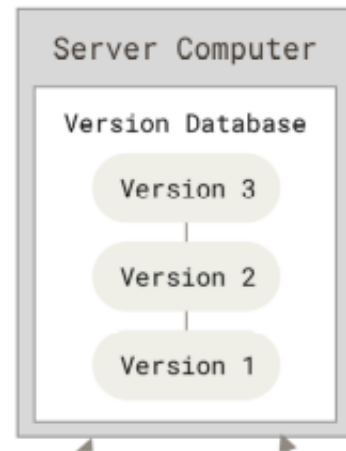 Server Computer
Version Database
Version 3
Version 2
Version 1